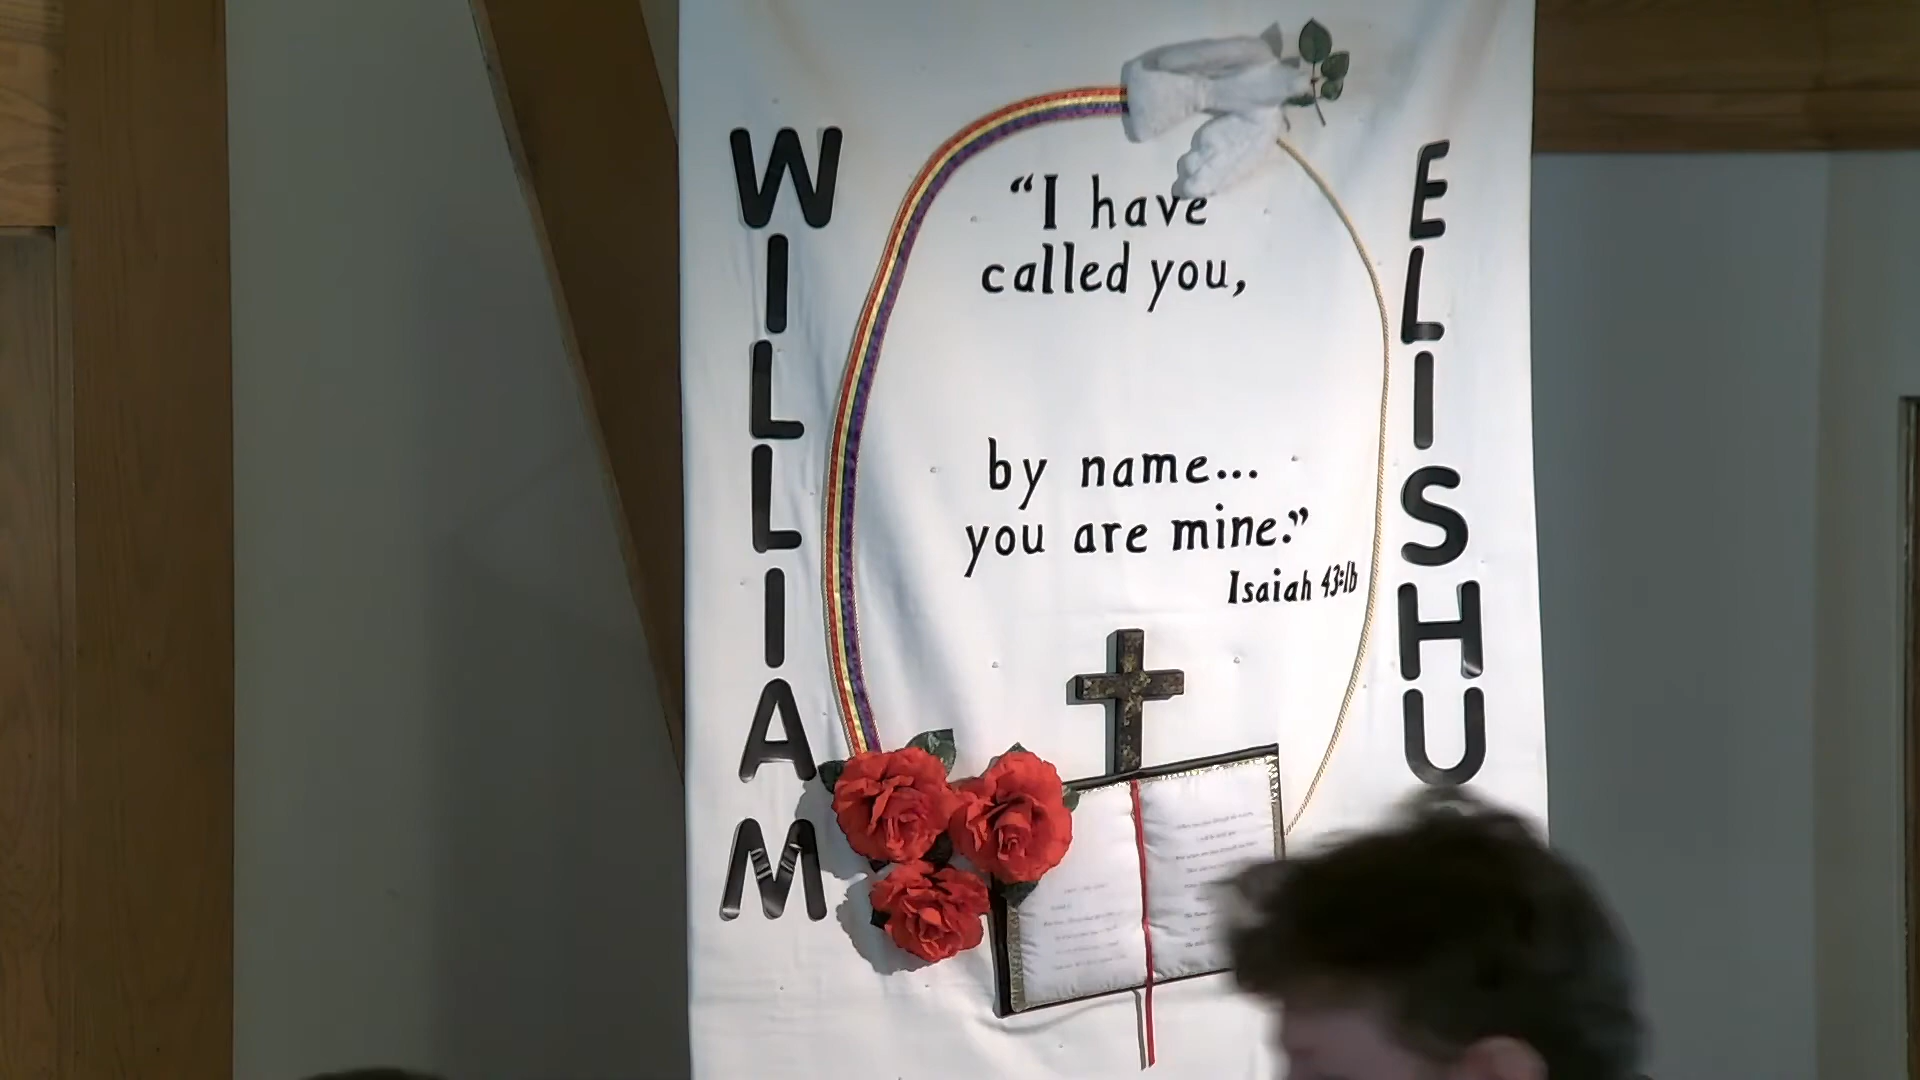 WILLIAM
"I have
called you,
by name...
you are mine."
Isaiah 43:1b
ELISHU